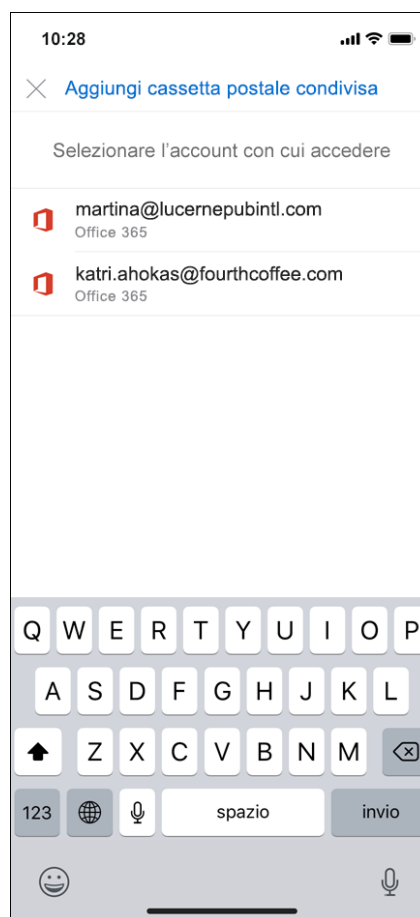 10:28
Aggiungi cassetta postale condivisa
Selezionare l'account con cui accedere
martina@lucernepubintl.com
Office 365
katri.ahokas@fourthcoffee.com
Office 365
Q W E R T Y U I O P
A S D F G H J K L
Z X C V B N M
123 spazio invio